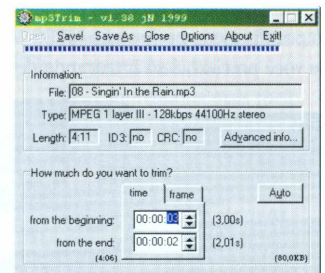 mp3Trim - v1.38 jN 1999
Open Save! Save As Close Options About Exit!
Information:
File: 08 - Singin' In the Rain.mp3
Type: MPEG 1 layer III - 128kbps 44100Hz stereo
Length: 4:11 ID3: no CRC: no Advanced info...
How much do you want to trim?
time frame Auto
from the beginning: 00:00:03 (3,00s)
from the end: 00:00:02 (2,01s)
(4:06) (80,0KB)